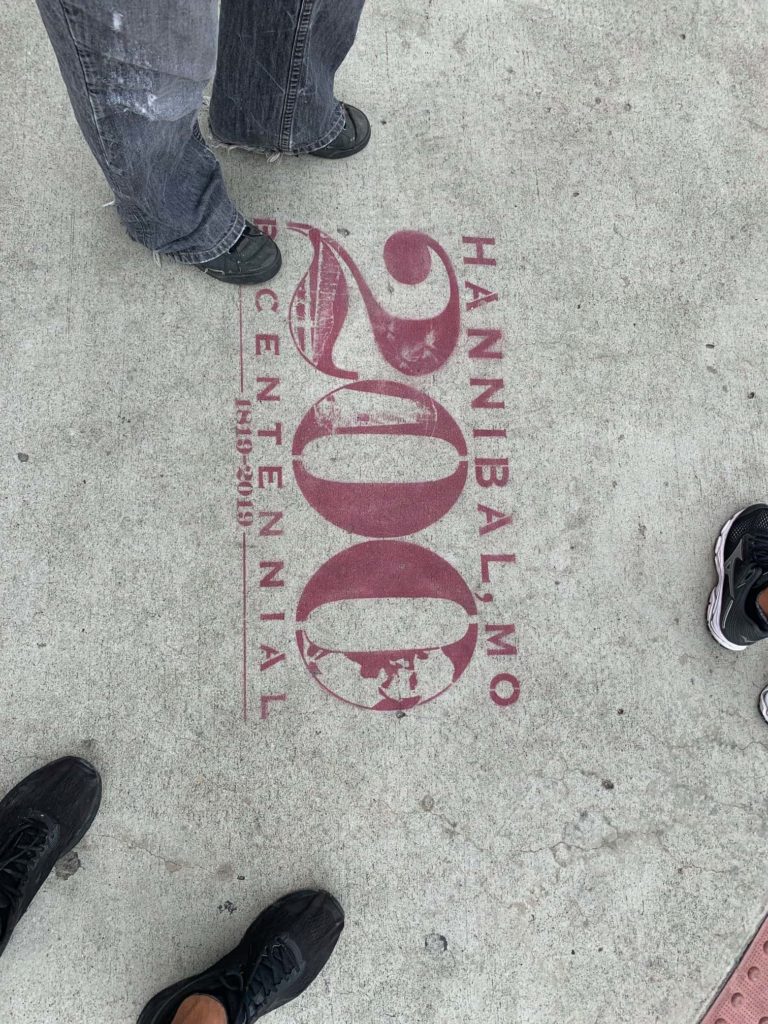 HANNIBAL, MO
200
BICENTENNIAL
1819-2019